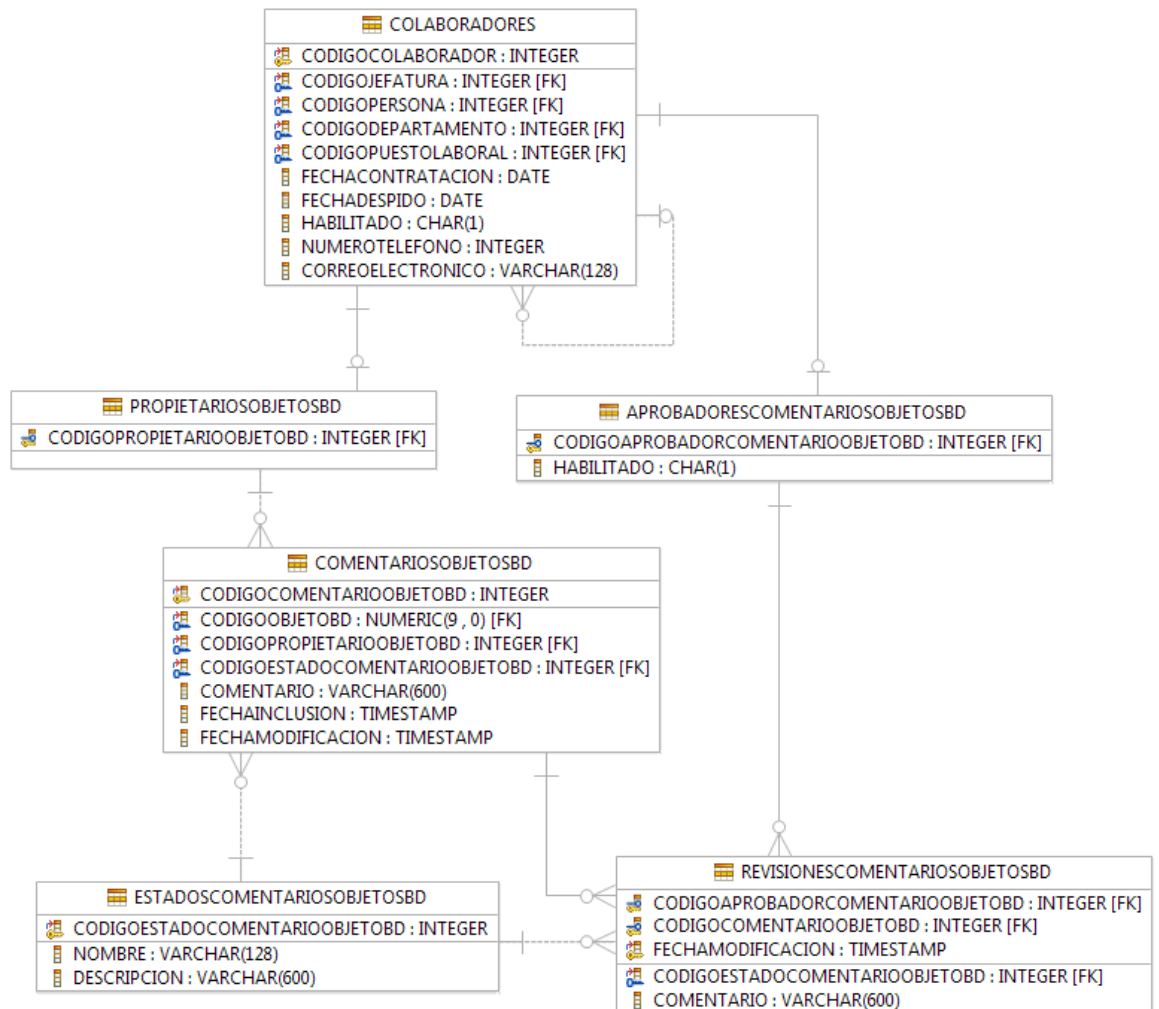 COLABORADORES
CODIGOCOLABORADOR : INTEGER
CODIGOJEFATURA : INTEGER [FK]
CODIGOPERSONA : INTEGER [FK]
CODIGODEPARTAMENTO : INTEGER [FK]
CODIGOPUESTOLABORAL : INTEGER [FK]
FECHACONTRATACION : DATE
FECHADESPIDO : DATE
HABILITADO : CHAR(1)
NUMEROTELEFONO : INTEGER
CORREOELECTRONICO : VARCHAR(128)
PROPIETARIOSOBJETOSBD
CODIGOPROPIETARIOOBJETOBD : INTEGER [FK]
APROBADORESCOMENTARIOSOBJETOSBD
CODIGOAPROBADORCOMENTARIOOBJETOBD : INTEGER [FK]
HABILITADO : CHAR(1)
COMENTARIOSOBJETOSBD
CODIGOCOMENTARIOOBJETOBD : INTEGER
CODIGOOBJETOBD : NUMERIC(9 , 0) [FK]
CODIGOPROPIETARIOOBJETOBD : INTEGER [FK]
CODIGOESTADOCOMENTARIOOBJETOBD : INTEGER [FK]
COMENTARIO : VARCHAR(600)
FECHAINCLUSION : TIMESTAMP
FECHAMODIFICACION : TIMESTAMP
ESTADOSCOMENTARIOSOBJETOSBD
CODIGOESTADOCOMENTARIOOBJETOBD : INTEGER
NOMBRE : VARCHAR(128)
DESCRIPCION : VARCHAR(600)
REVISIONESCOMENTARIOSOBJETOSBD
CODIGOAPROBADORCOMENTARIOOBJETOBD : INTEGER [FK]
CODIGOCOMENTARIOOBJETOBD : INTEGER [FK]
FECHAMODIFICACION : TIMESTAMP
CODIGOESTADOCOMENTARIOOBJETOBD : INTEGER [FK]
COMENTARIO : VARCHAR(600)